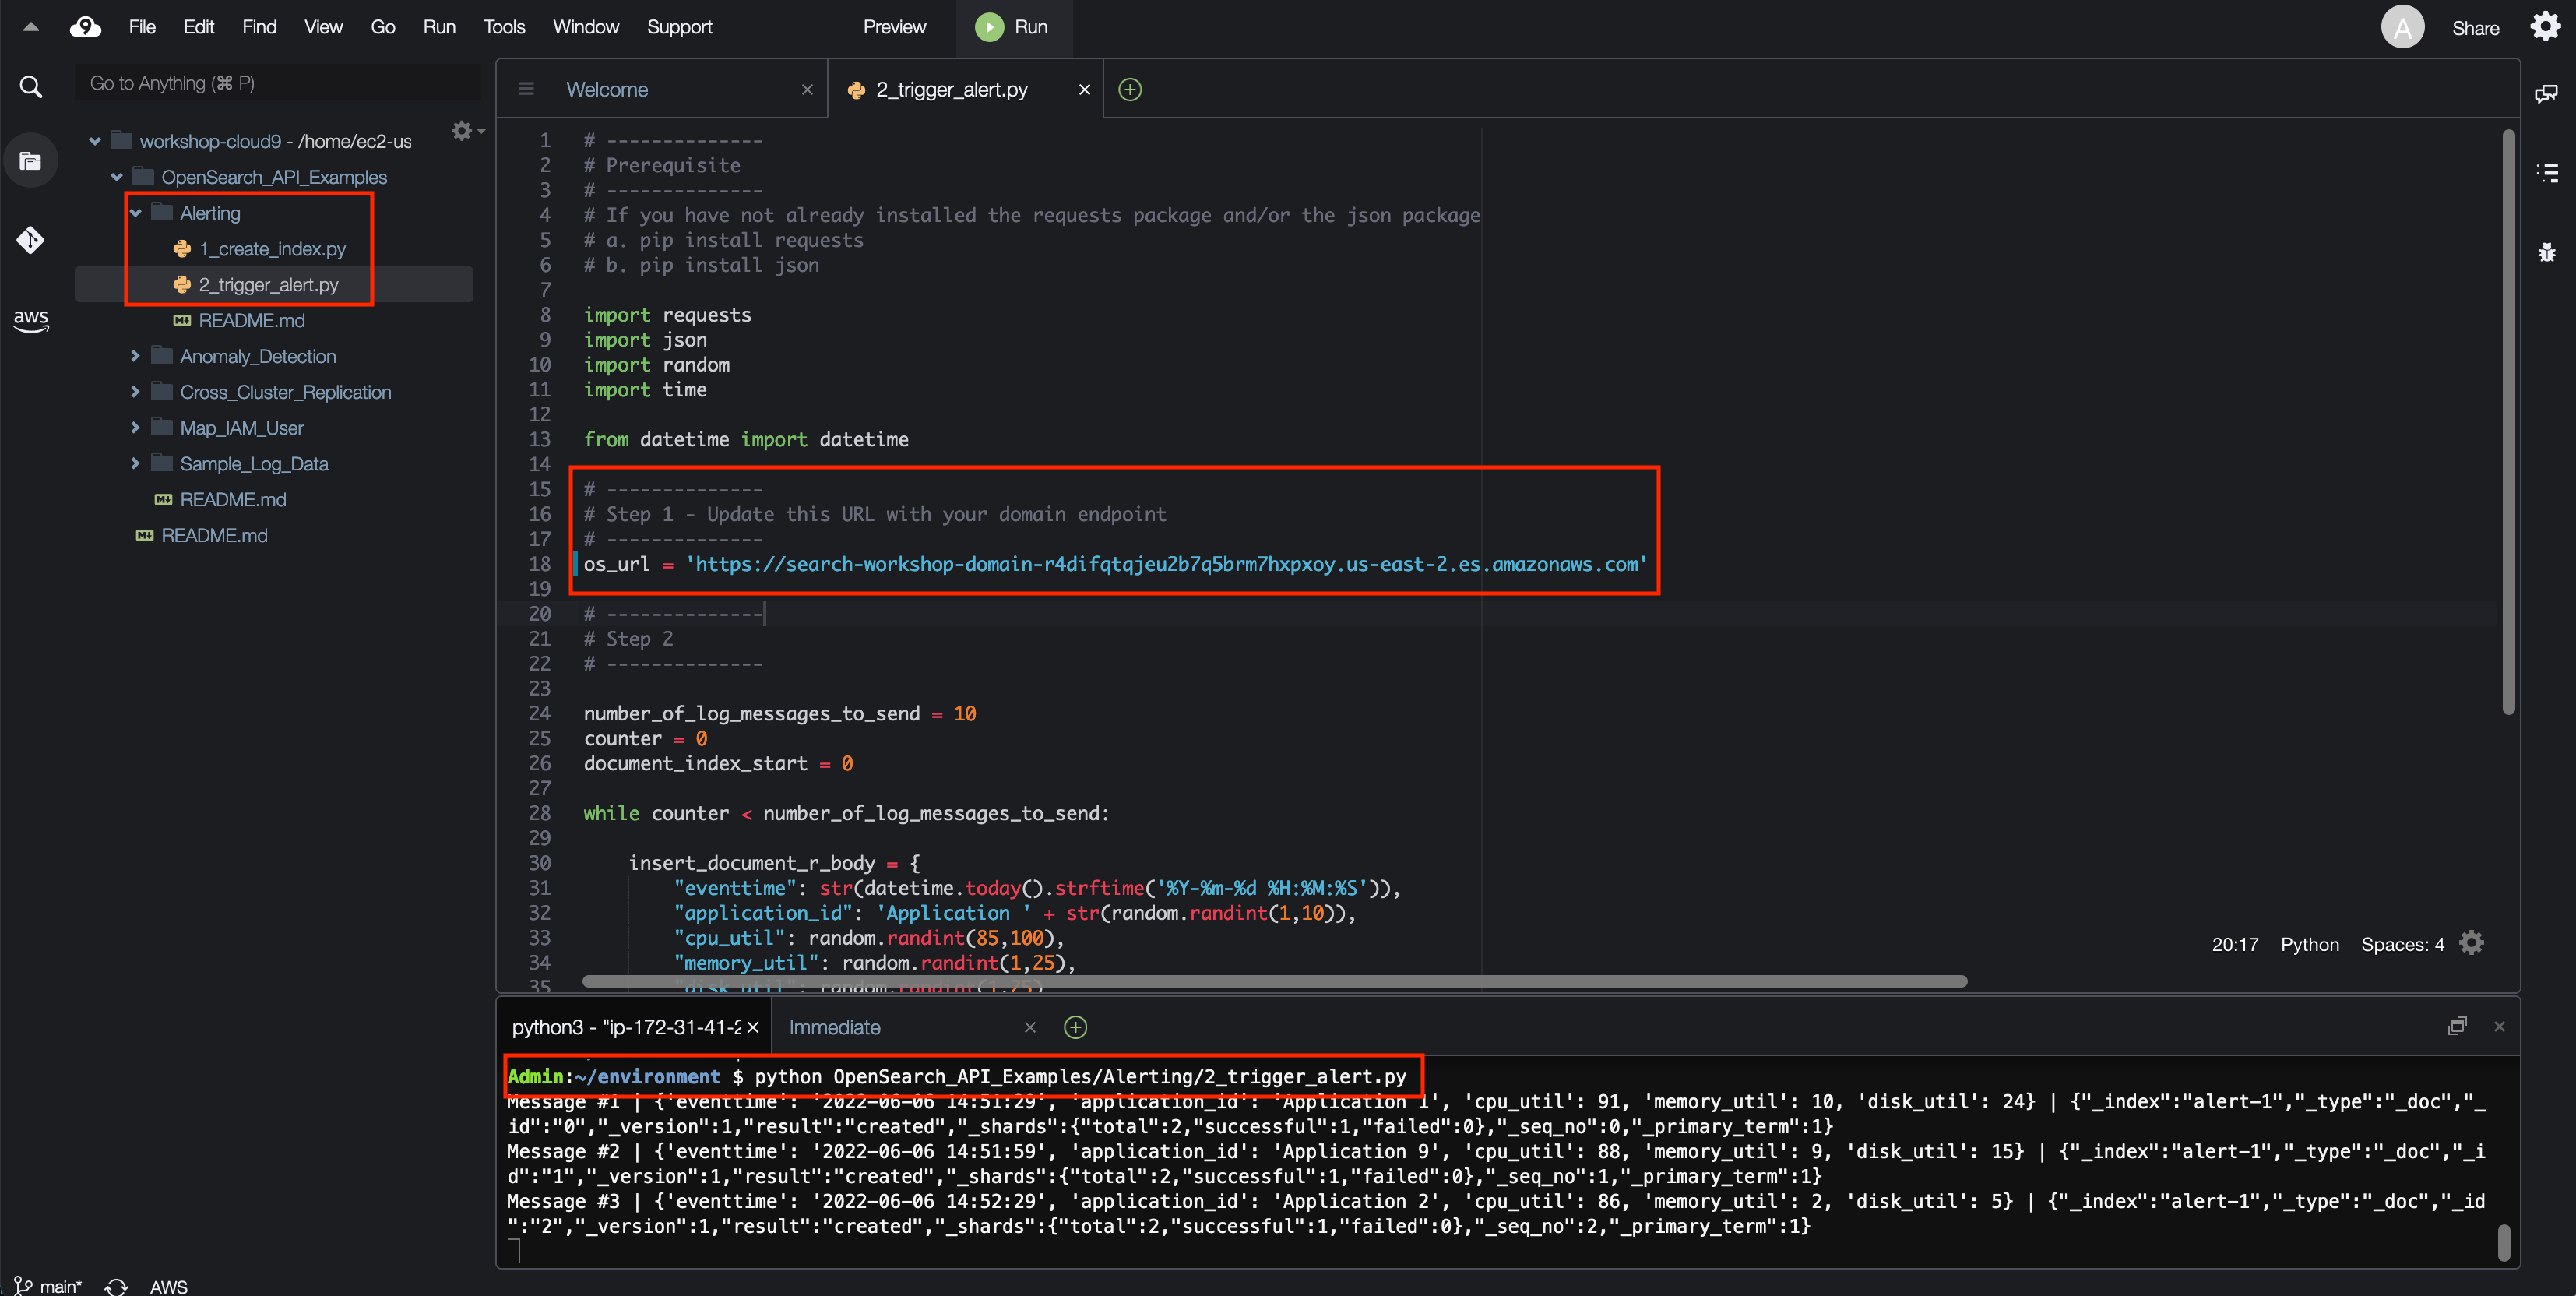 File Edit Find View Go Run Tools Window Support Preview Run A Share
Go to Anything (⌘ P)
workshop-cloud9 - /home/ec2-us
OpenSearch_API_Examples
Alerting
1_create_index.py
2_trigger_alert.py
README.md
Anomaly_Detection
Cross_Cluster_Replication
Map_IAM_User
Sample_Log_Data
README.md
README.md
aws
Welcome 2_trigger_alert.py
1 # --------------
2 # Prerequisite
3 # --------------
4 # If you have not already installed the requests package and/or the json package
5 # a. pip install requests
6 # b. pip install json
7
8 import requests
9 import json
10 import random
11 import time
12
13 from datetime import datetime
14
15 # --------------
16 # Step 1 - Update this URL with your domain endpoint
17 # --------------
18 os_url = 'https://search-workshop-domain-r4difqtqjeu2b7q5brm7hxpxoy.us-east-2.es.amazonaws.com'
19
20 # --------------
21 # Step 2
22 # --------------
23
24 number_of_log_messages_to_send = 10
25 counter = 0
26 document_index_start = 0
27
28 while counter < number_of_log_messages_to_send:
29
30 insert_document_r_body = {
31 "eventtime": str(datetime.today().strftime('%Y-%m-%d %H:%M:%S')),
32 "application_id": 'Application ' + str(random.randint(1,10)),
33 "cpu_util": random.randint(85,100),
34 "memory_util": random.randint(1,25),
35 "disk_util": random.randint(1,25)
20:17 Python Spaces: 4
python3 - "ip-172-31-41-2 Immediate
Admin:~/environment $ python OpenSearch_API_Examples/Alerting/2_trigger_alert.py
Message #1 | {'eventtime': '2022-06-06 14:51:29', 'application_id': 'Application 1', 'cpu_util': 91, 'memory_util': 10, 'disk_util': 24} | {"_index":"alert-1","_type":"_doc","_
id":"0","_version":1,"result":"created","_shards":{"total":2,"successful":1,"failed":0},"_seq_no":0,"_primary_term":1}
Message #2 | {'eventtime': '2022-06-06 14:51:59', 'application_id': 'Application 9', 'cpu_util': 88, 'memory_util': 9, 'disk_util': 15} | {"_index":"alert-1","_type":"_doc","_i
d":"1","_version":1,"result":"created","_shards":{"total":2,"successful":1,"failed":0},"_seq_no":1,"_primary_term":1}
Message #3 | {'eventtime': '2022-06-06 14:52:29', 'application_id': 'Application 2', 'cpu_util': 86, 'memory_util': 2, 'disk_util': 5} | {"_index":"alert-1","_type":"_doc","_id
":"2","_version":1,"result":"created","_shards":{"total":2,"successful":1,"failed":0},"_seq_no":2,"_primary_term":1}
main* AWS